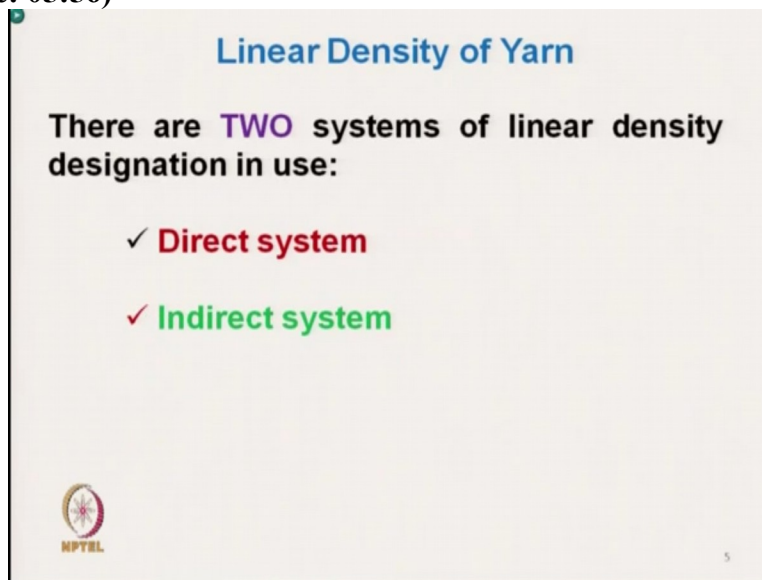 Linear Density of Yarn
There are TWO systems of linear density
designation in use:
✓ Direct system
✓ Indirect system
NPTEL
5